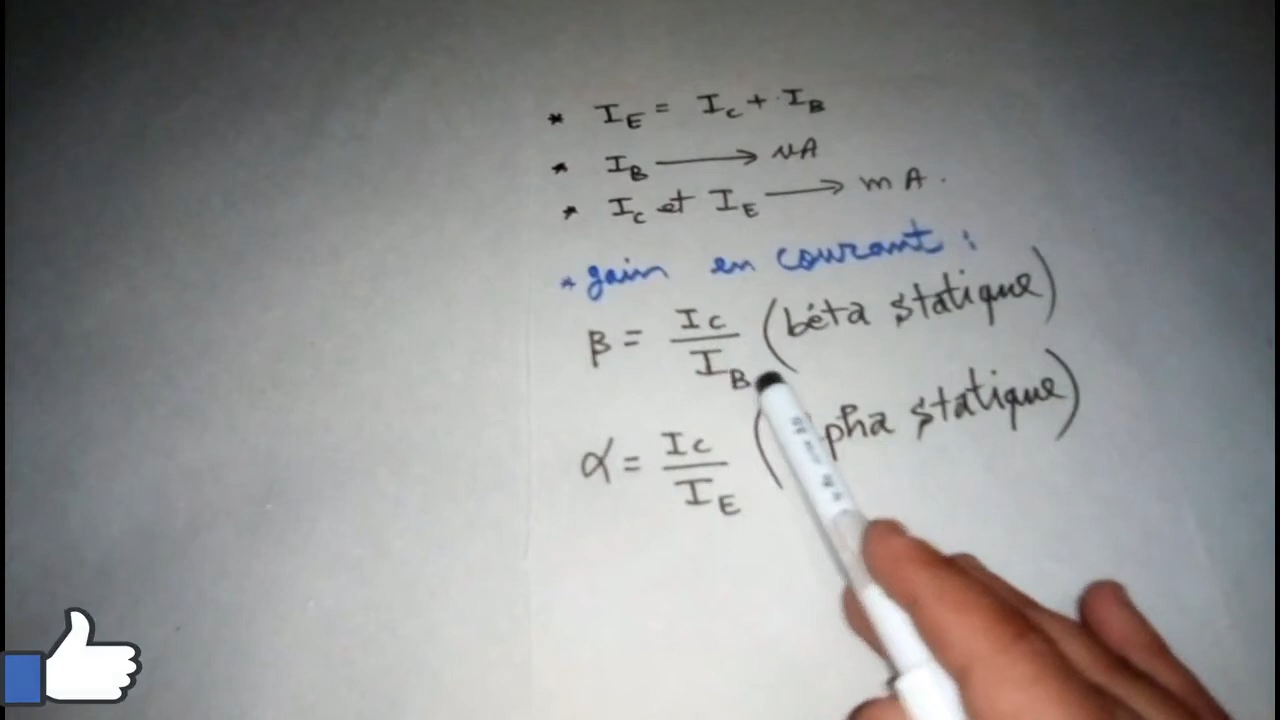 * IE = Ic + IB
* IB → μA
* Ic et IE → mA.
* gain en courant :
β = Ic / IB (béta statique)
α = Ic / IE ( pha statique)